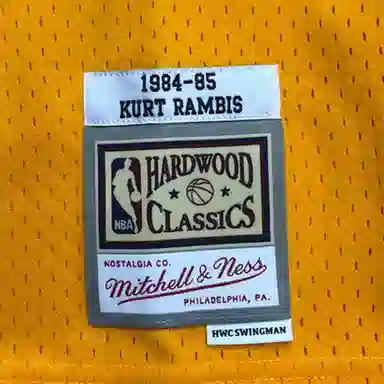 1984-85
KURT RAMBIS
HARDWOOD
CLASSICS
NBA
NOSTALGIA CO.
Mitchell & Ness
PHILADELPHIA, PA.
HWC SWINGMAN